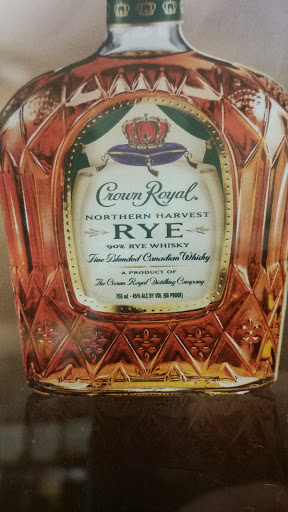 Crown Royal
NORTHERN HARVEST
RYE
90% RYE WHISKY
Fine Blended Canadian Whisky
A PRODUCT OF
The Crown Royal Distilling Company
750 mL - 45% ALC BY VOL (90 PROOF)